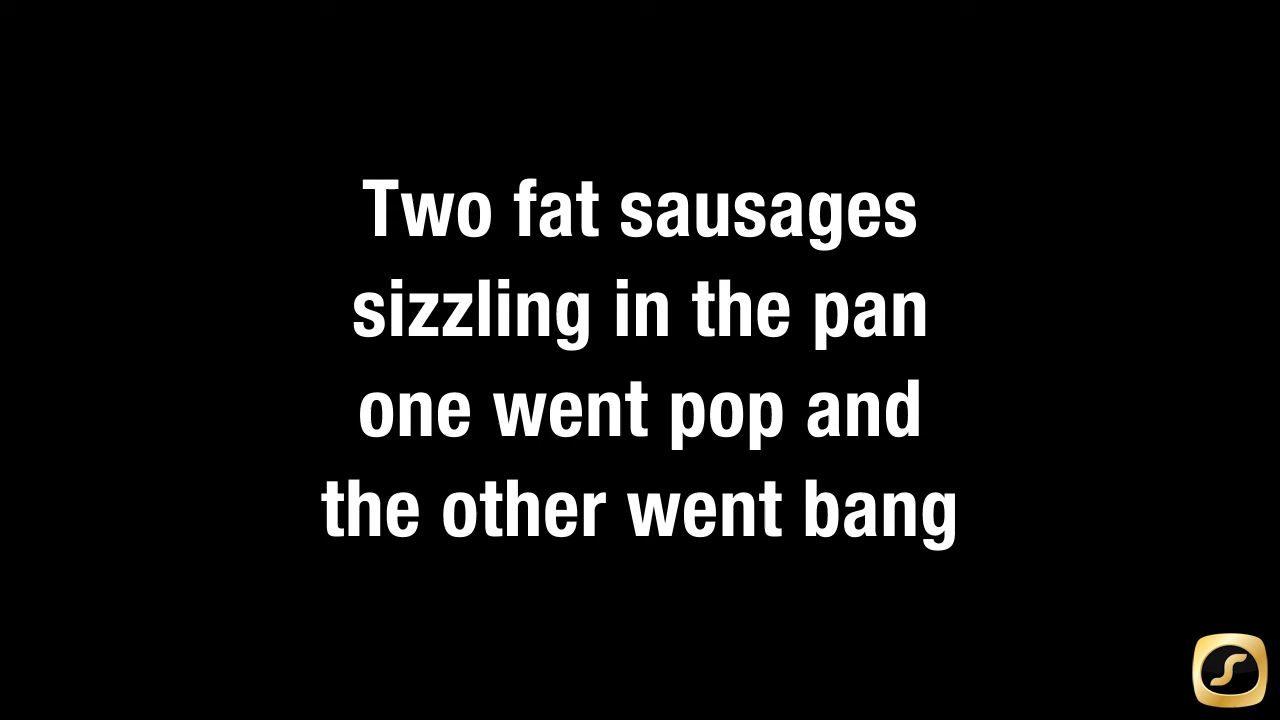 Two fat sausages
sizzling in the pan
one went pop and
the other went bang